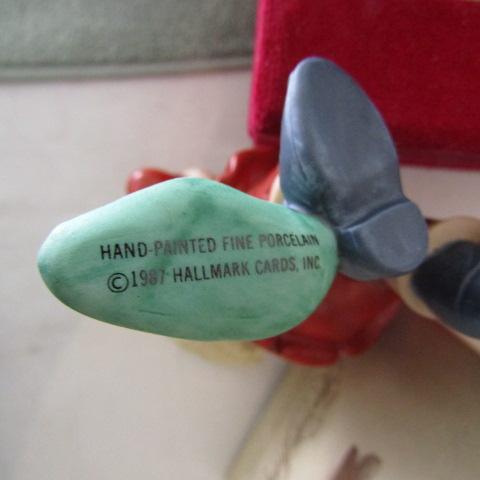 HAND-PAINTED FINE PORCELAIN
©1987 HALLMARK CARDS, INC.